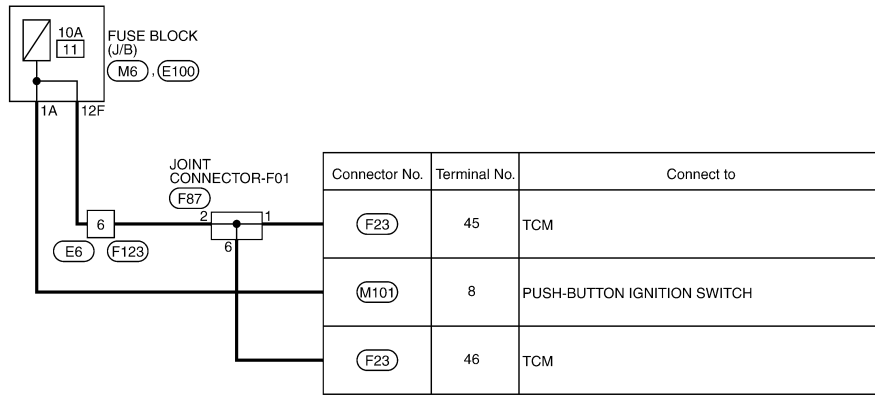 10A
11
FUSE BLOCK
(J/B)
M6 , E100
1A 12F
JOINT
CONNECTOR-F01
F87
2 1
6
6
E6 F123
Connector No. Terminal No. Connect to
F23 45 TCM
M101 8 PUSH-BUTTON IGNITION SWITCH
F23 46 TCM